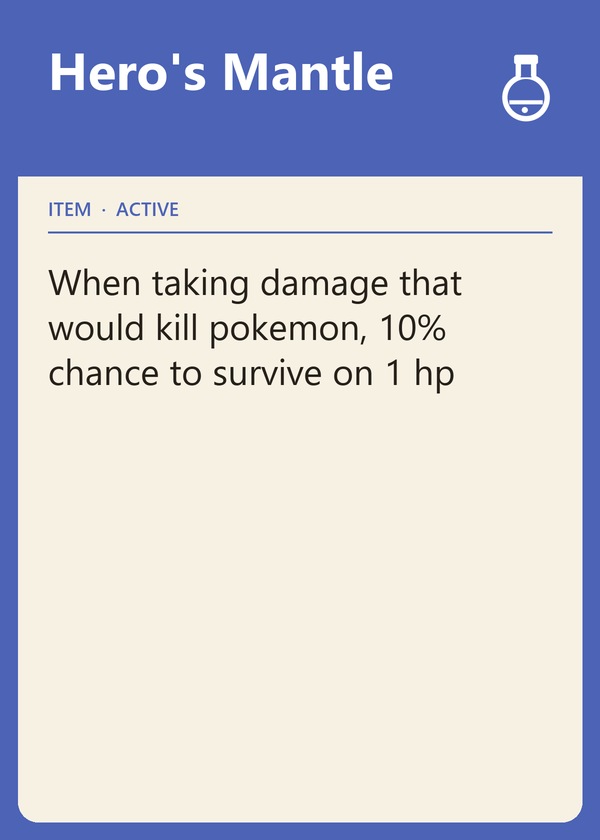 Hero's Mantle
ITEM · ACTIVE
When taking damage that
would kill pokemon, 10%
chance to survive on 1 hp